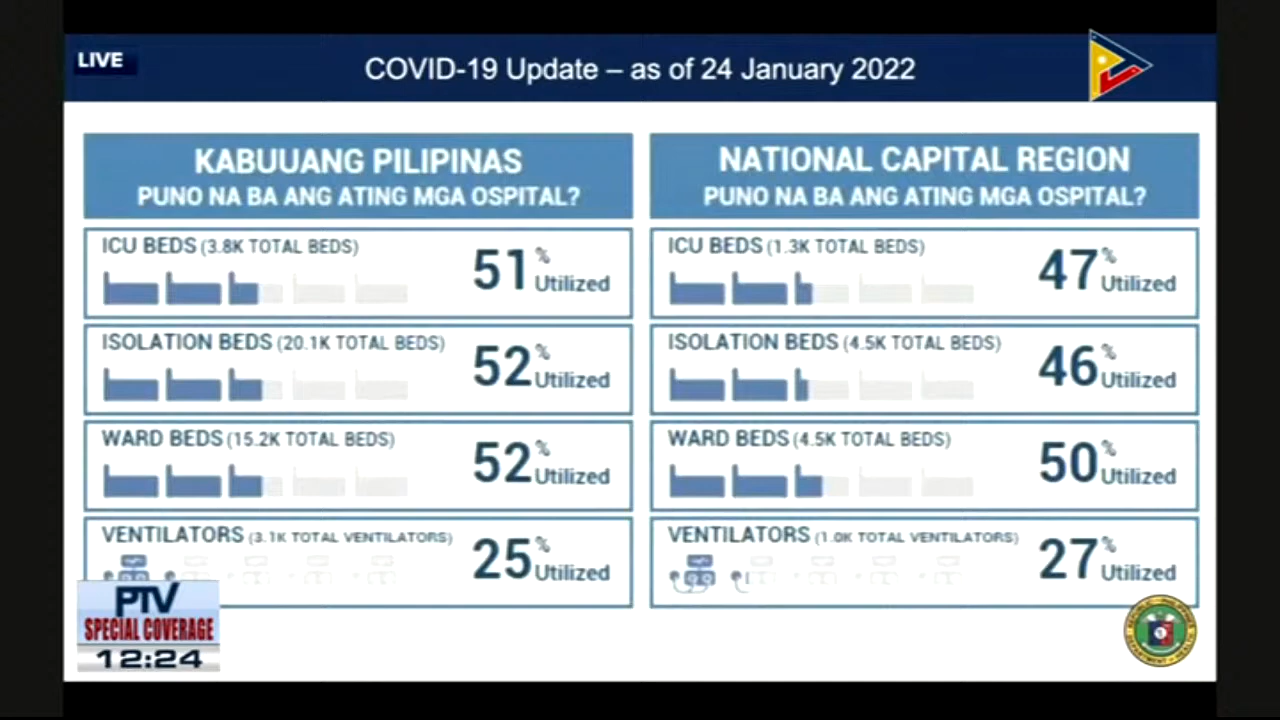 LIVE
COVID-19 Update – as of 24 January 2022
KABUUANG PILIPINAS
PUNO NA BA ANG ATING MGA OSPITAL?
ICU BEDS (3.8K TOTAL BEDS)
51% Utilized
ISOLATION BEDS (20.1K TOTAL BEDS)
52% Utilized
WARD BEDS (15.2K TOTAL BEDS)
52% Utilized
VENTILATORS (3.1K TOTAL VENTILATORS)
25% Utilized
NATIONAL CAPITAL REGION
PUNO NA BA ANG ATING MGA OSPITAL?
ICU BEDS (1.3K TOTAL BEDS)
47% Utilized
ISOLATION BEDS (4.5K TOTAL BEDS)
46% Utilized
WARD BEDS (4.5K TOTAL BEDS)
50% Utilized
VENTILATORS (1.0K TOTAL VENTILATORS)
27% Utilized
PTV
SPECIAL COVERAGE
12:24